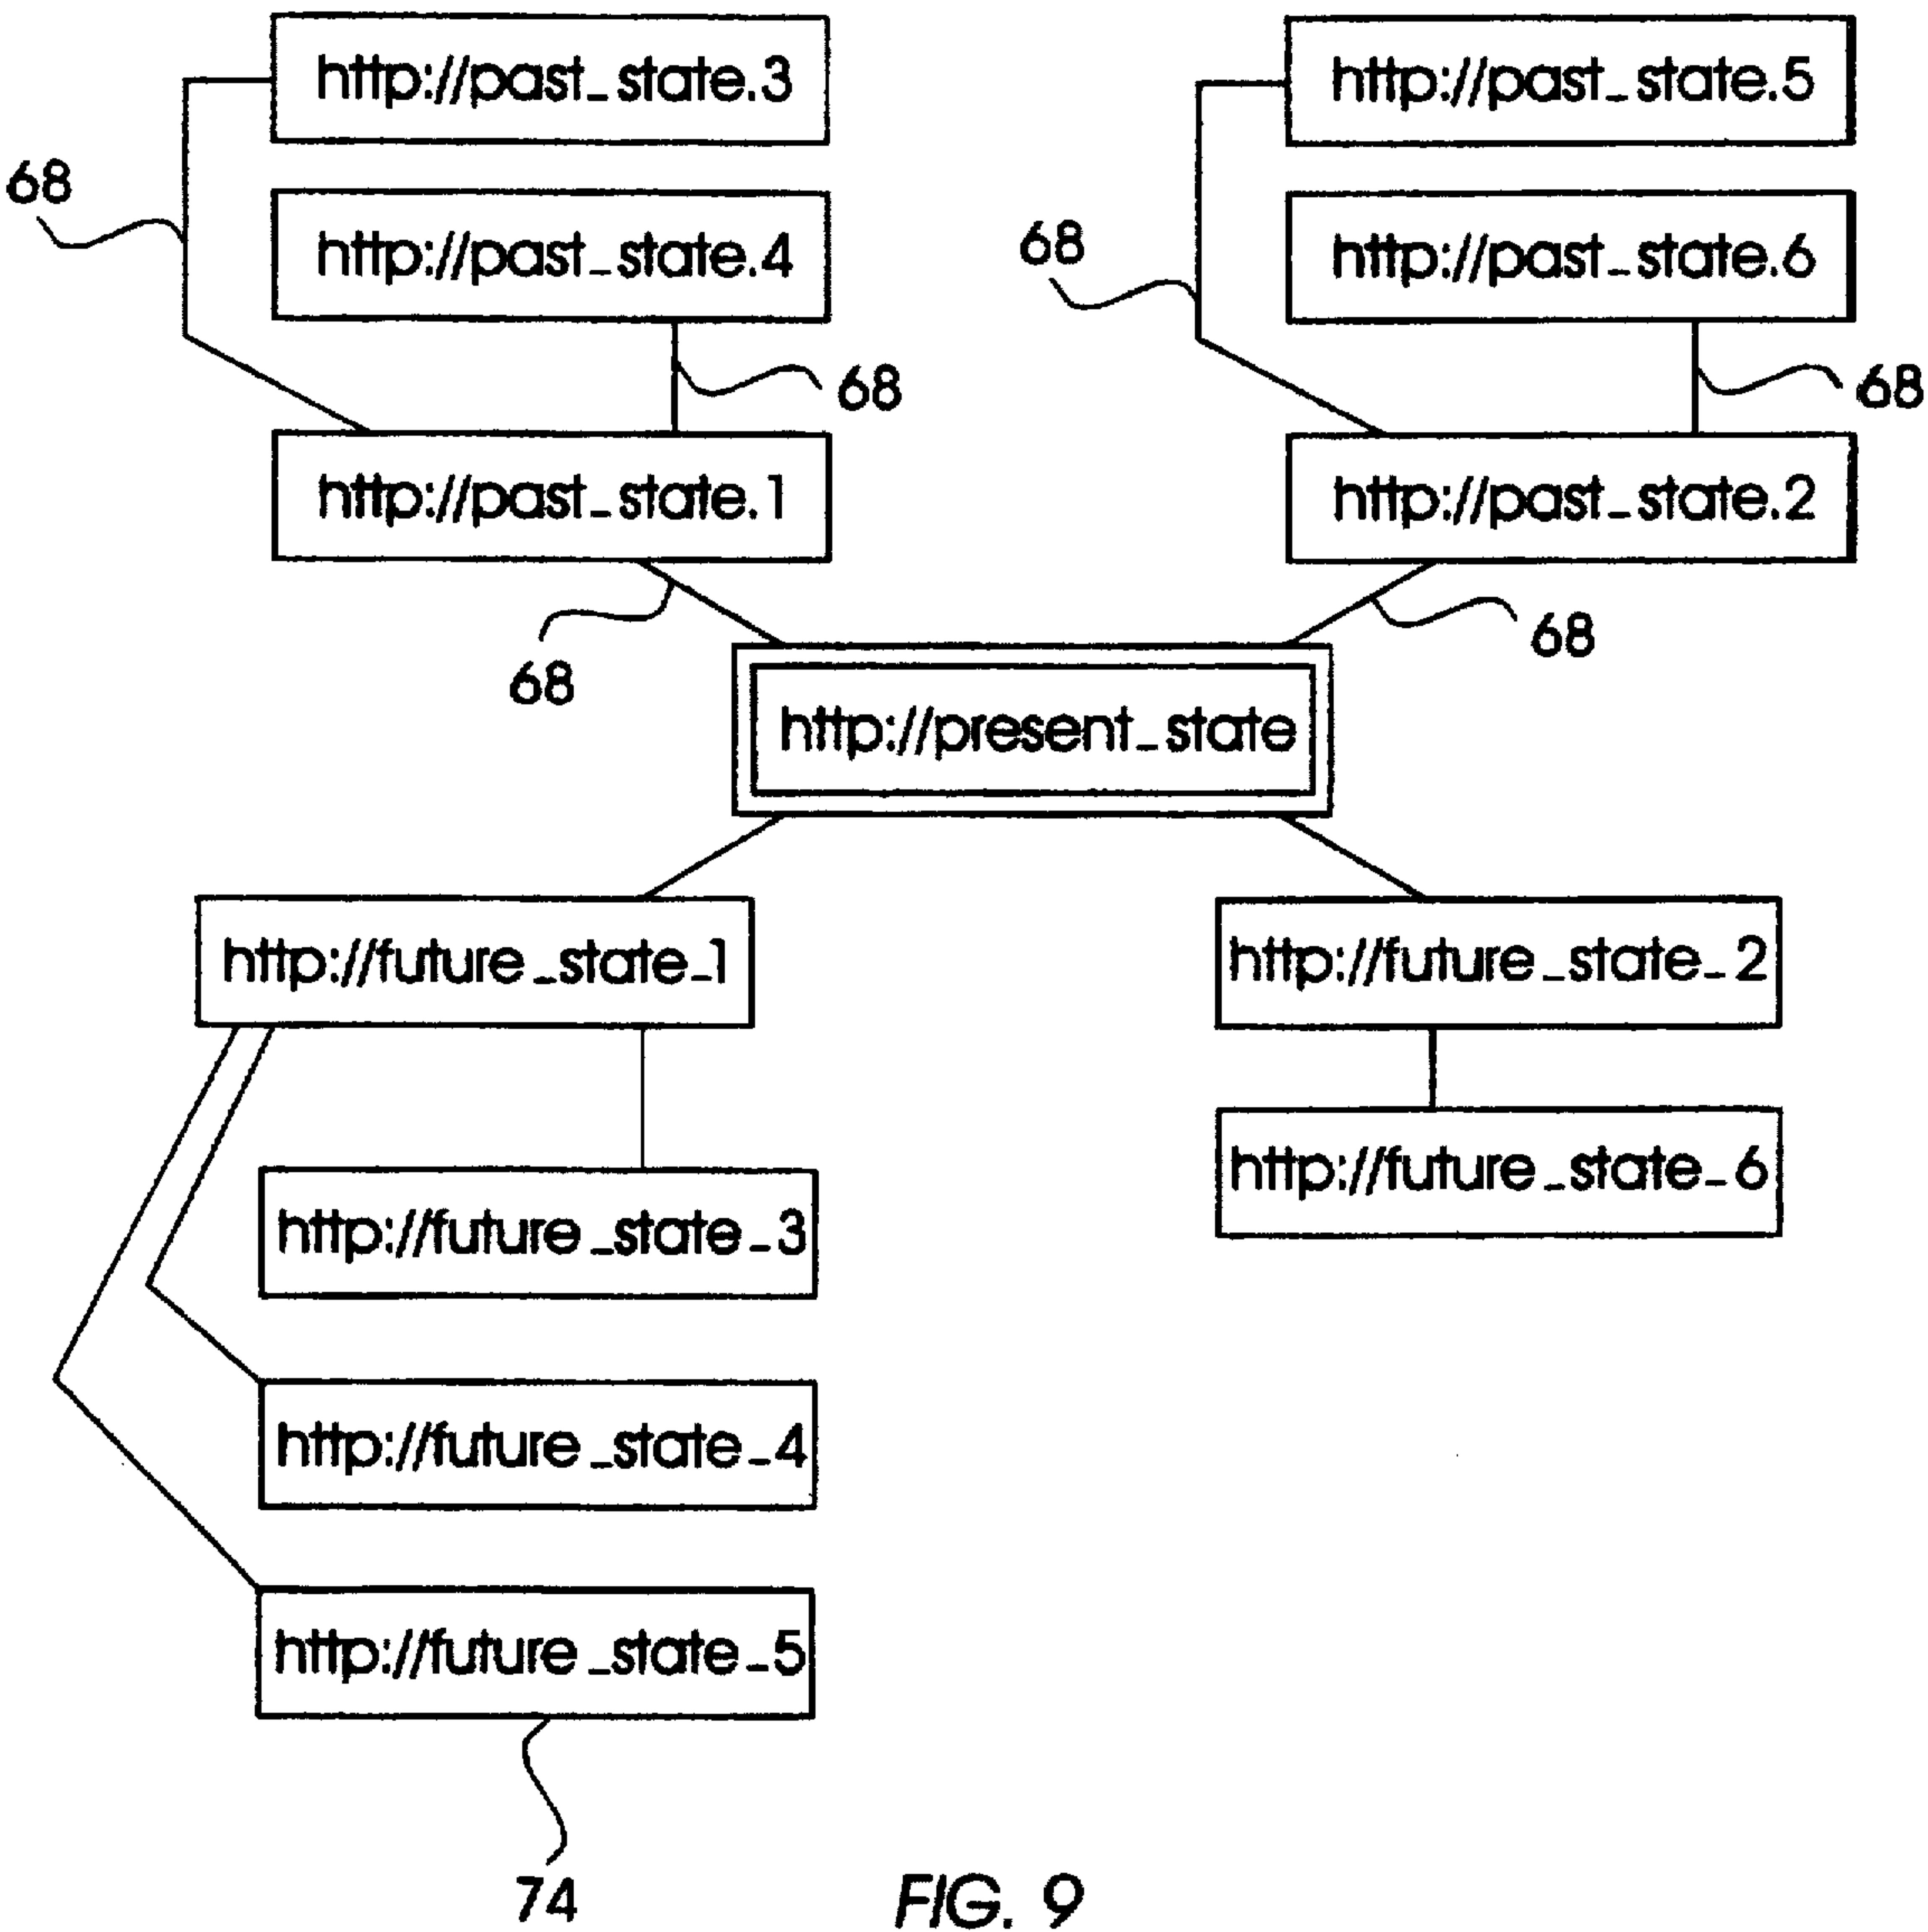 http://past_state.3
http://past_state.5
68
http://past_state.4
68
http://past_state.6
68
68
http://past_state.1
http://past_state.2
68
68
http://present_state
http://future_state_1
http://future_state_2
http://future_state_6
http://future_state_3
http://future_state_4
http://future_state_5
74
FIG. 9